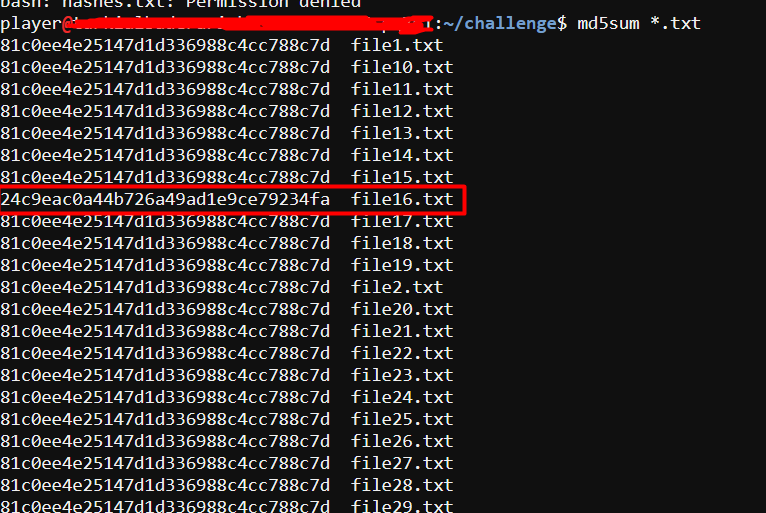 bash: hashes.txt: Permission denied
player@:~/challenge$ md5sum *.txt
81c0ee4e25147d1d336988c4cc788c7d  file1.txt
81c0ee4e25147d1d336988c4cc788c7d  file10.txt
81c0ee4e25147d1d336988c4cc788c7d  file11.txt
81c0ee4e25147d1d336988c4cc788c7d  file12.txt
81c0ee4e25147d1d336988c4cc788c7d  file13.txt
81c0ee4e25147d1d336988c4cc788c7d  file14.txt
81c0ee4e25147d1d336988c4cc788c7d  file15.txt
24c9eac0a44b726a49ad1e9ce79234fa  file16.txt
81c0ee4e25147d1d336988c4cc788c7d  file17.txt
81c0ee4e25147d1d336988c4cc788c7d  file18.txt
81c0ee4e25147d1d336988c4cc788c7d  file19.txt
81c0ee4e25147d1d336988c4cc788c7d  file2.txt
81c0ee4e25147d1d336988c4cc788c7d  file20.txt
81c0ee4e25147d1d336988c4cc788c7d  file21.txt
81c0ee4e25147d1d336988c4cc788c7d  file22.txt
81c0ee4e25147d1d336988c4cc788c7d  file23.txt
81c0ee4e25147d1d336988c4cc788c7d  file24.txt
81c0ee4e25147d1d336988c4cc788c7d  file25.txt
81c0ee4e25147d1d336988c4cc788c7d  file26.txt
81c0ee4e25147d1d336988c4cc788c7d  file27.txt
81c0ee4e25147d1d336988c4cc788c7d  file28.txt
81c0ee4e25147d1d336988c4cc788c7d  file29.txt